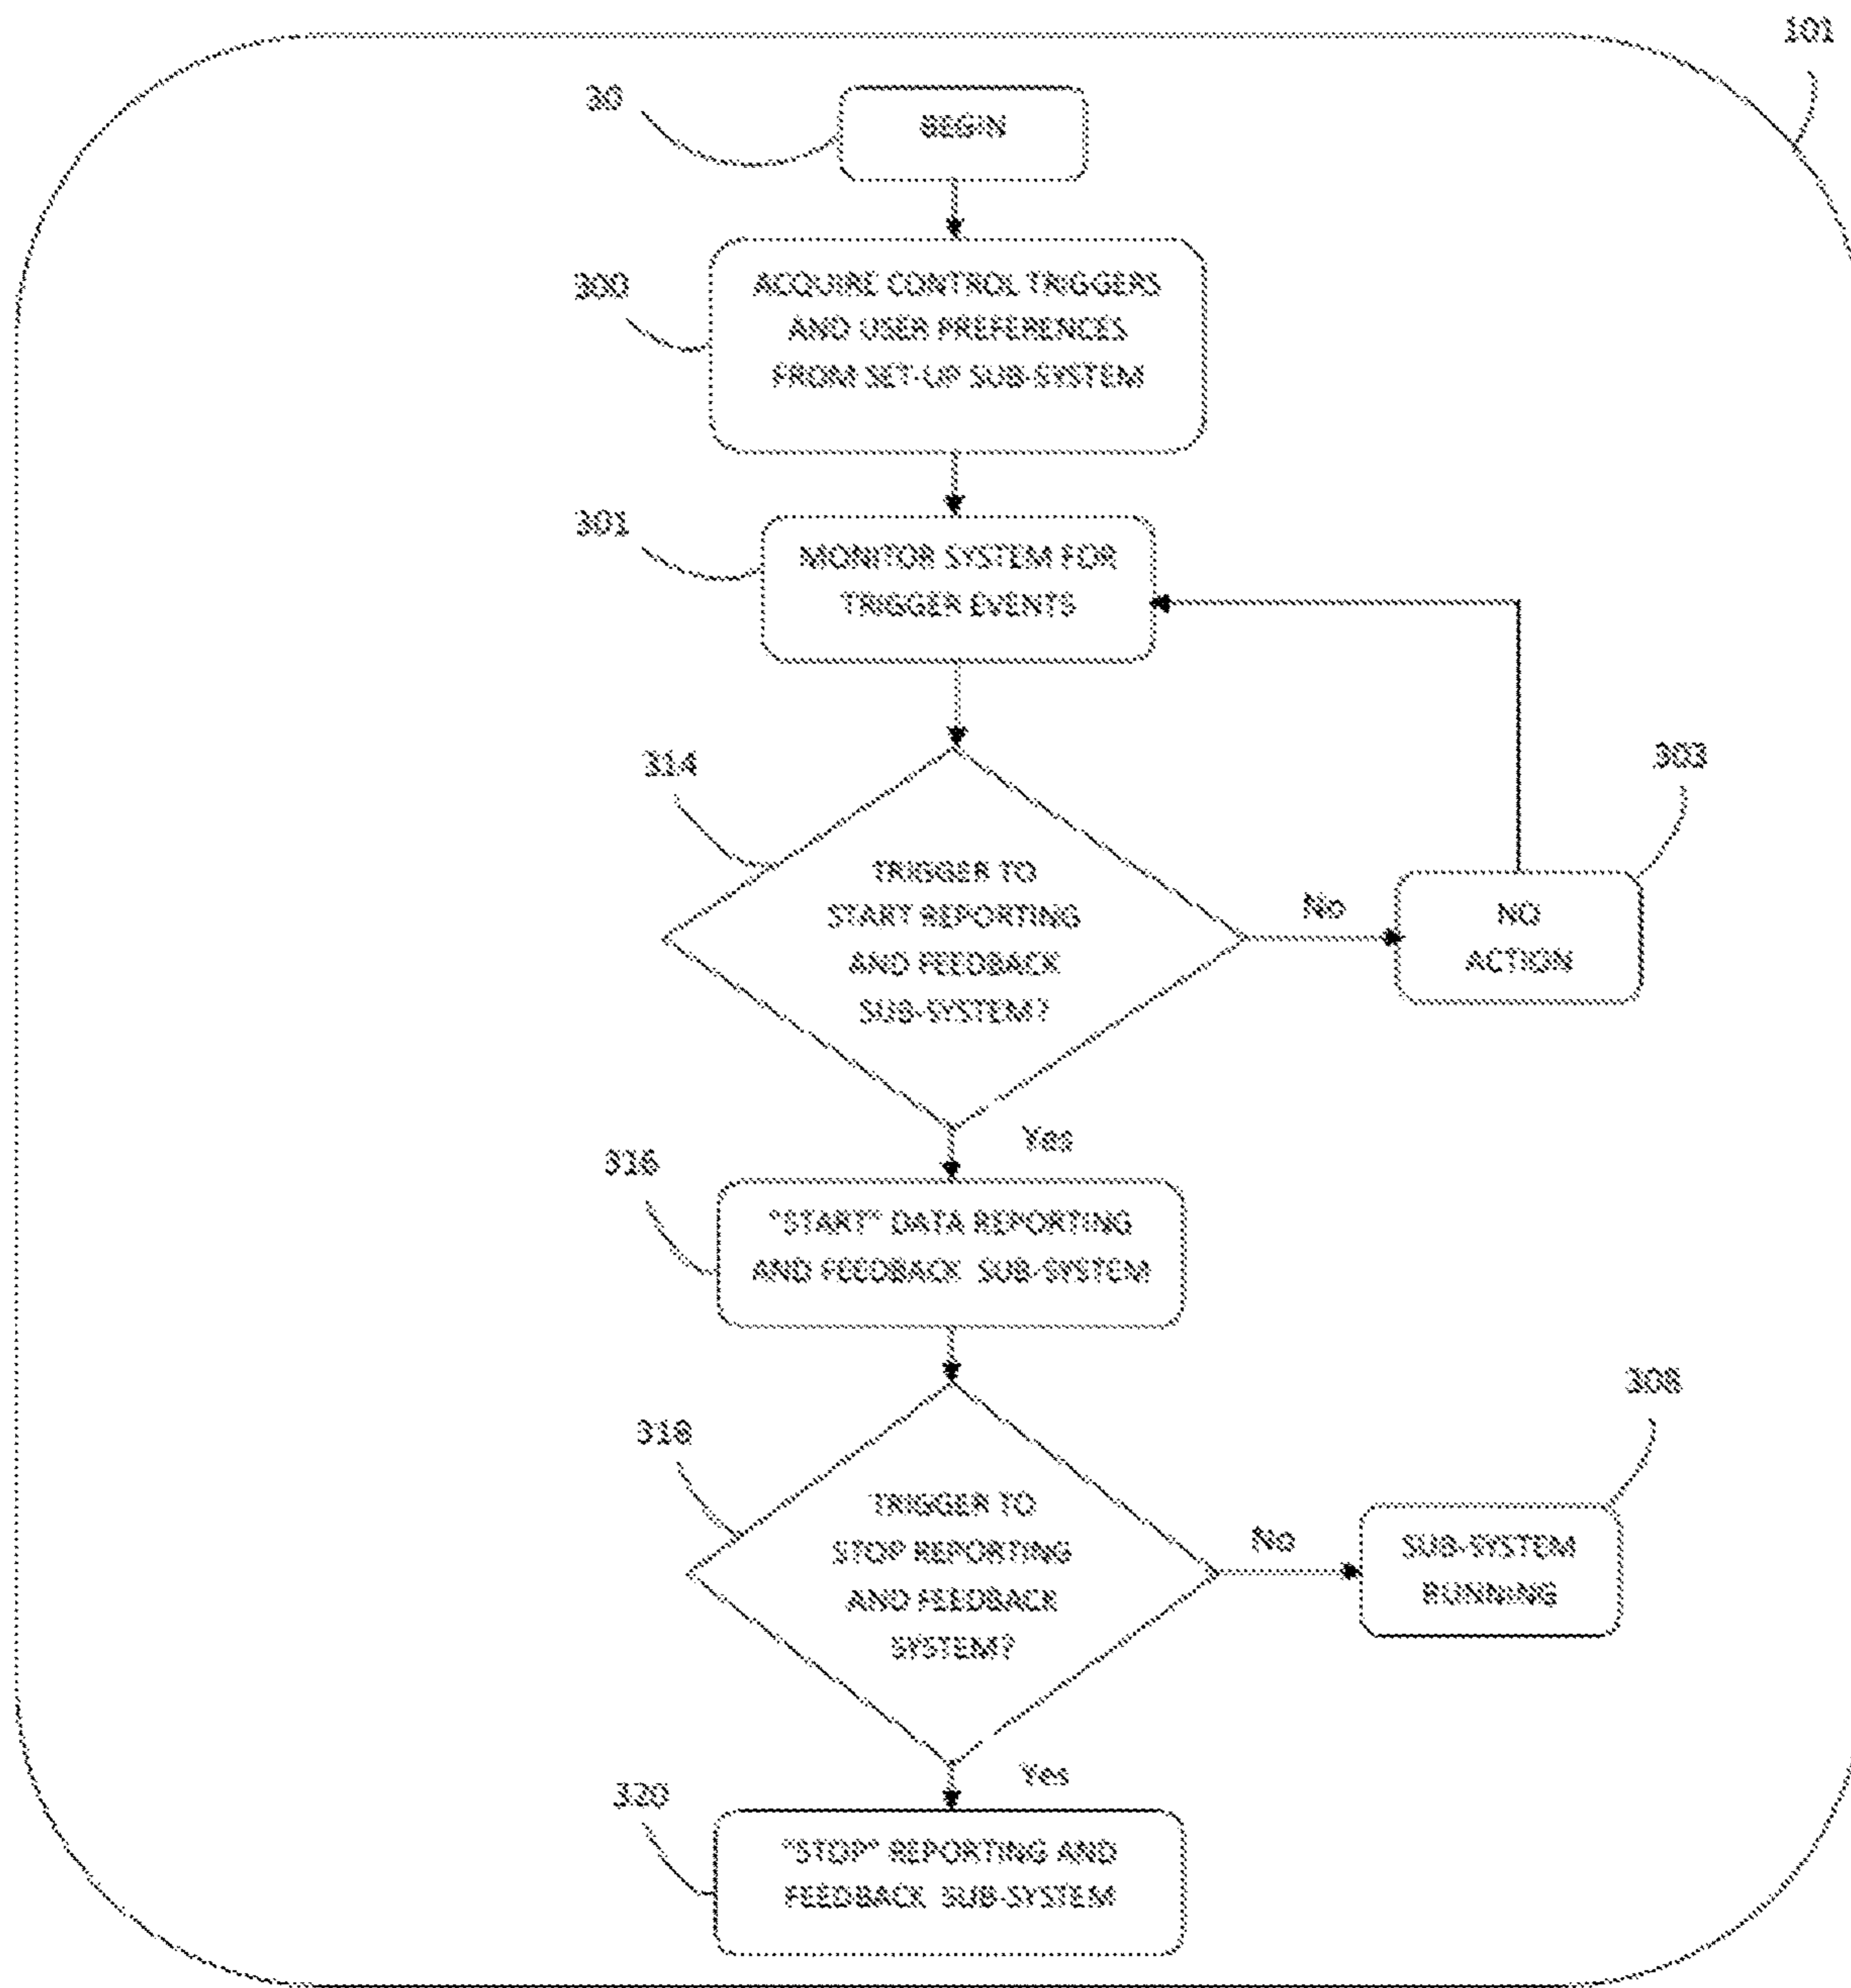 101
30
BEGIN
300
ACQUIRE CONTROL TRIGGERS
AND USER PREFERENCES
FROM SET-UP SUB-SYSTEM
301
MONITOR SYSTEM FOR
TRIGGER EVENTS
314
303
TRIGGER TO
START REPORTING
AND FEEDBACK
SUB-SYSTEM?
No
NO
ACTION
Yes
316
"START" DATA REPORTING
AND FEEDBACK SUB-SYSTEM
308
318
TRIGGER TO
STOP REPORTING
AND FEEDBACK
SYSTEM?
No
SUB-SYSTEM
RUNNING
Yes
320
"STOP" REPORTING AND
FEEDBACK SUB-SYSTEM